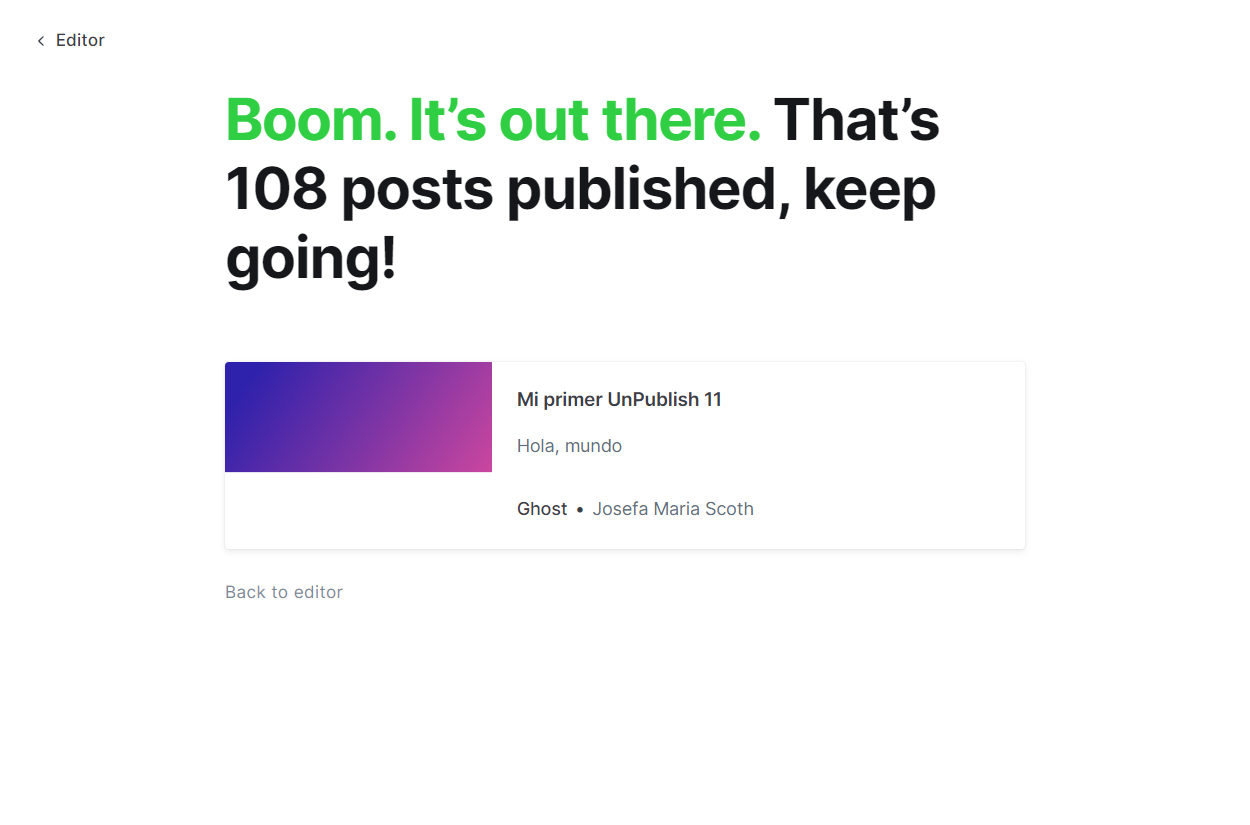 Editor
Boom. It’s out there. That’s
108 posts published, keep
going!
Mi primer UnPublish 11
Hola, mundo
Ghost • Josefa Maria Scoth
Back to editor